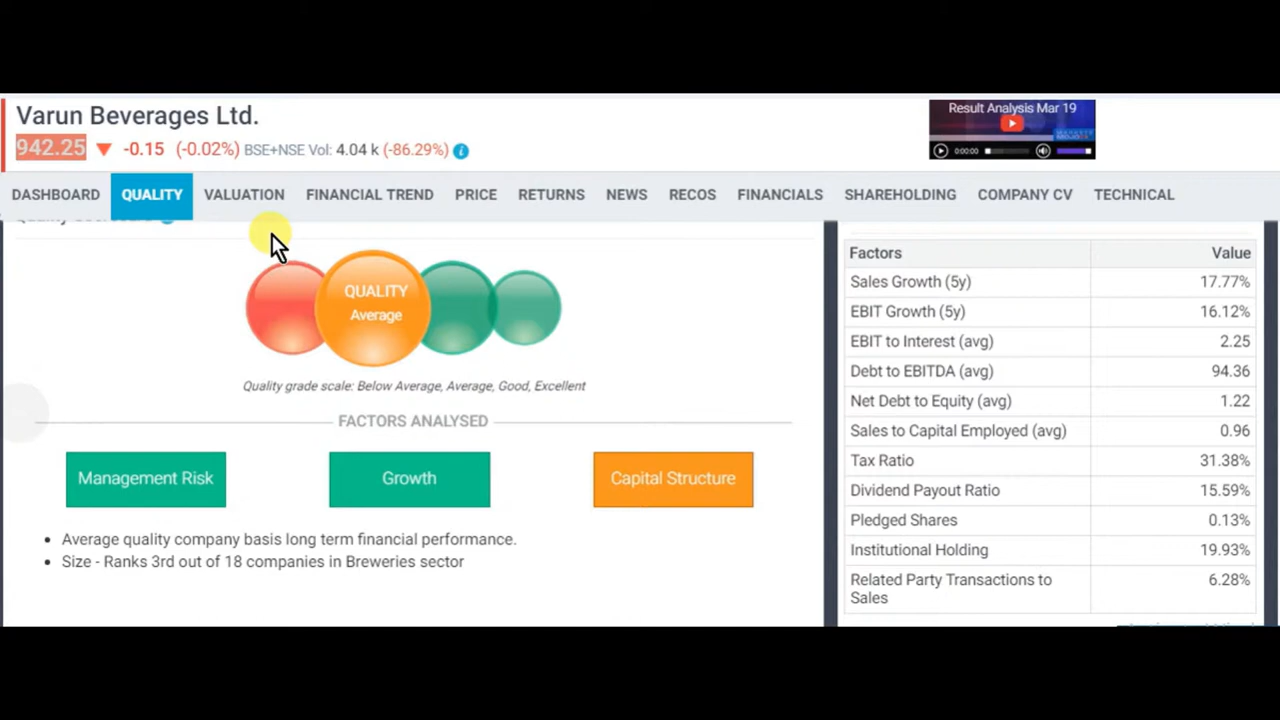 Varun Beverages Ltd.
942.25 ▼ -0.15 (-0.02%) BSE+NSE Vol: 4.04 k (-86.29%)
Result Analysis Mar 19
0:00:00
DASHBOARD QUALITY VALUATION FINANCIAL TREND PRICE RETURNS NEWS RECOS FINANCIALS SHAREHOLDING COMPANY CV TECHNICAL
QUALITY
Average
Quality grade scale: Below Average, Average, Good, Excellent
FACTORS ANALYSED
Management Risk Growth Capital Structure
• Average quality company basis long term financial performance.
• Size - Ranks 3rd out of 18 companies in Breweries sector
Factors Value
Sales Growth (5y) 17.77%
EBIT Growth (5y) 16.12%
EBIT to Interest (avg) 2.25
Debt to EBITDA (avg) 94.36
Net Debt to Equity (avg) 1.22
Sales to Capital Employed (avg) 0.96
Tax Ratio 31.38%
Dividend Payout Ratio 15.59%
Pledged Shares 0.13%
Institutional Holding 19.93%
Related Party Transactions to 6.28%
Sales